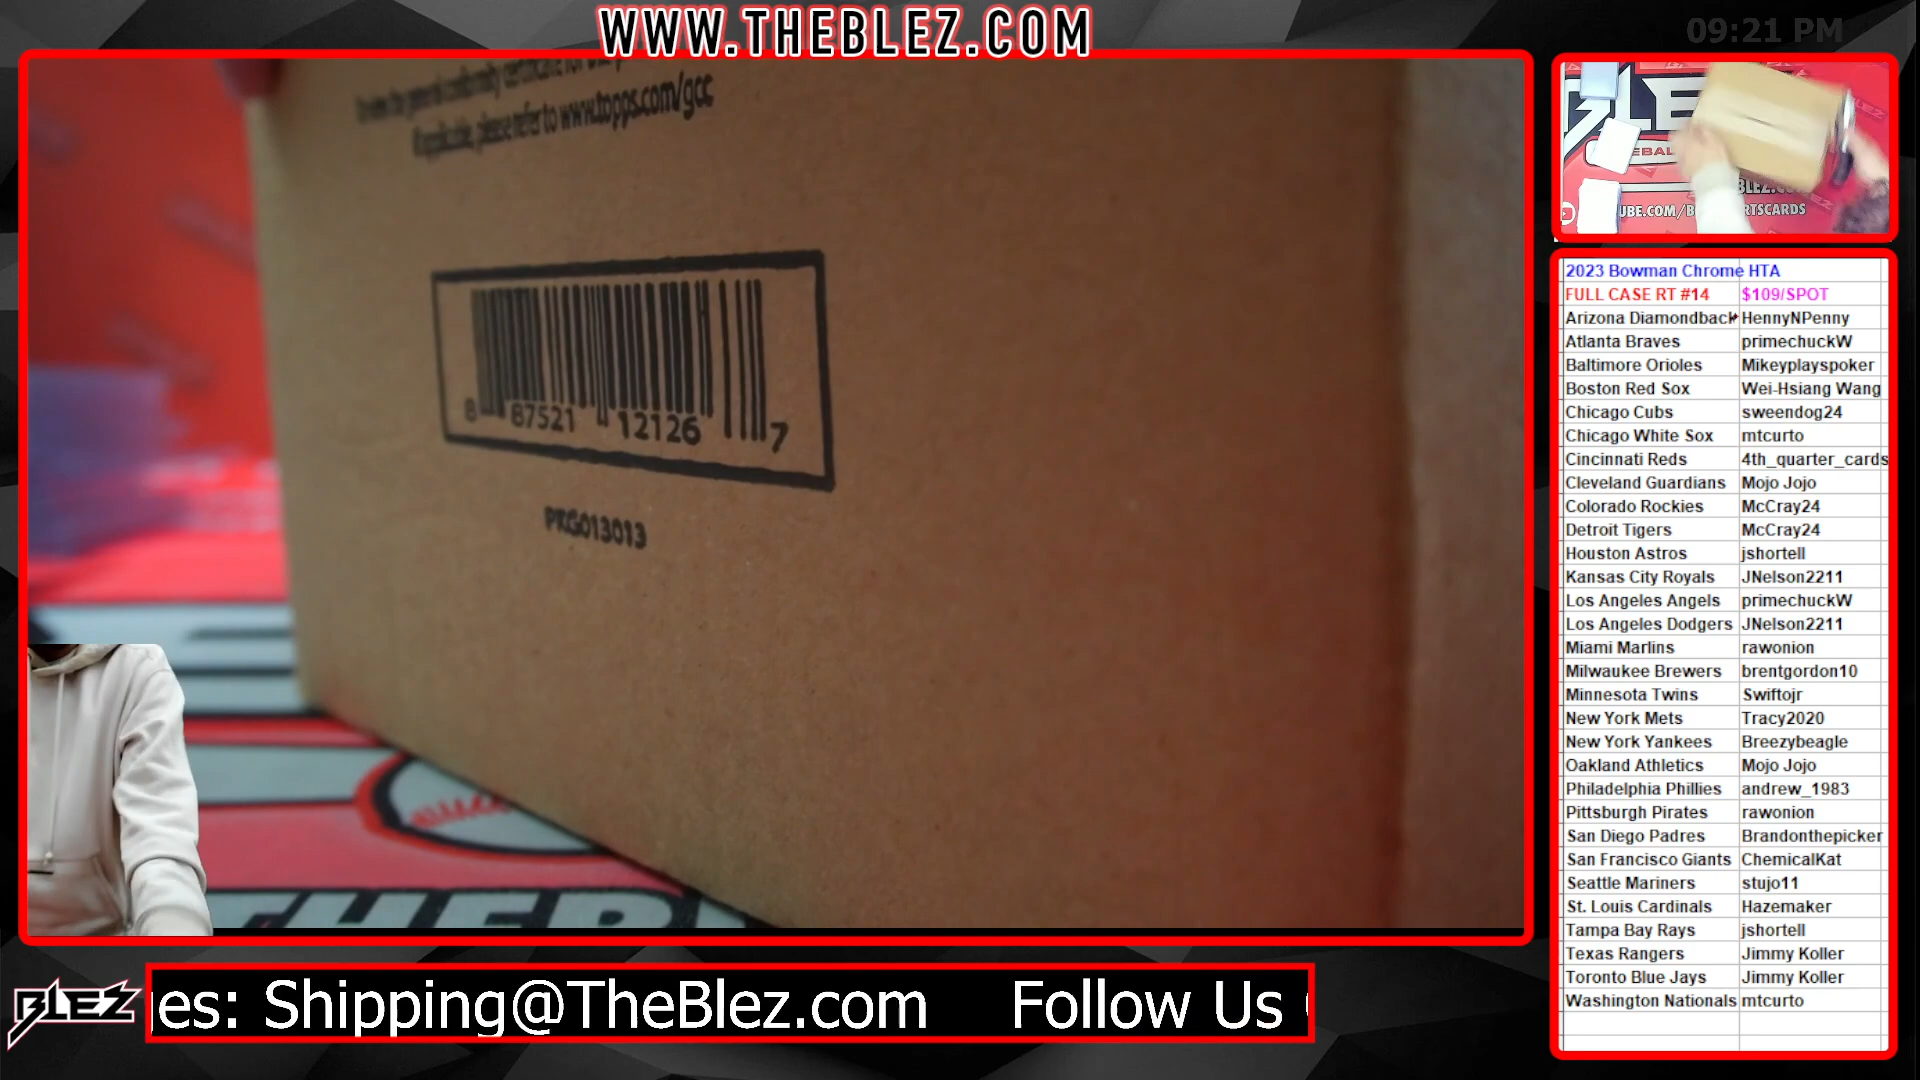 WWW.THEBLEZ.COM
09:21 PM
if applicable, please refer to www.topps.com/gcc
8 87521 12126 7
PKG013013
THEB
BLEZ.CO
UBE.COM/B RTSCARDS
2023 Bowman Chrome HTA
FULL CASE RT #14 $109/SPOT
Arizona Diamondback HennyNPenny
Atlanta Braves primechuckW
Baltimore Orioles Mikeyplayspoker
Boston Red Sox Wei-Hsiang Wang
Chicago Cubs sweendog24
Chicago White Sox mtcurto
Cincinnati Reds 4th_quarter_cards
Cleveland Guardians Mojo Jojo
Colorado Rockies McCray24
Detroit Tigers McCray24
Houston Astros jshortell
Kansas City Royals JNelson2211
Los Angeles Angels primechuckW
Los Angeles Dodgers JNelson2211
Miami Marlins rawonion
Milwaukee Brewers brentgordon10
Minnesota Twins Swiftojr
New York Mets Tracy2020
New York Yankees Breezybeagle
Oakland Athletics Mojo Jojo
Philadelphia Phillies andrew_1983
Pittsburgh Pirates rawonion
San Diego Padres Brandonthepicker
San Francisco Giants ChemicalKat
Seattle Mariners stujo11
St. Louis Cardinals Hazemaker
Tampa Bay Rays jshortell
Texas Rangers Jimmy Koller
Toronto Blue Jays Jimmy Koller
Washington Nationals mtcurto
BLEZ
es: Shipping@TheBlez.com Follow Us